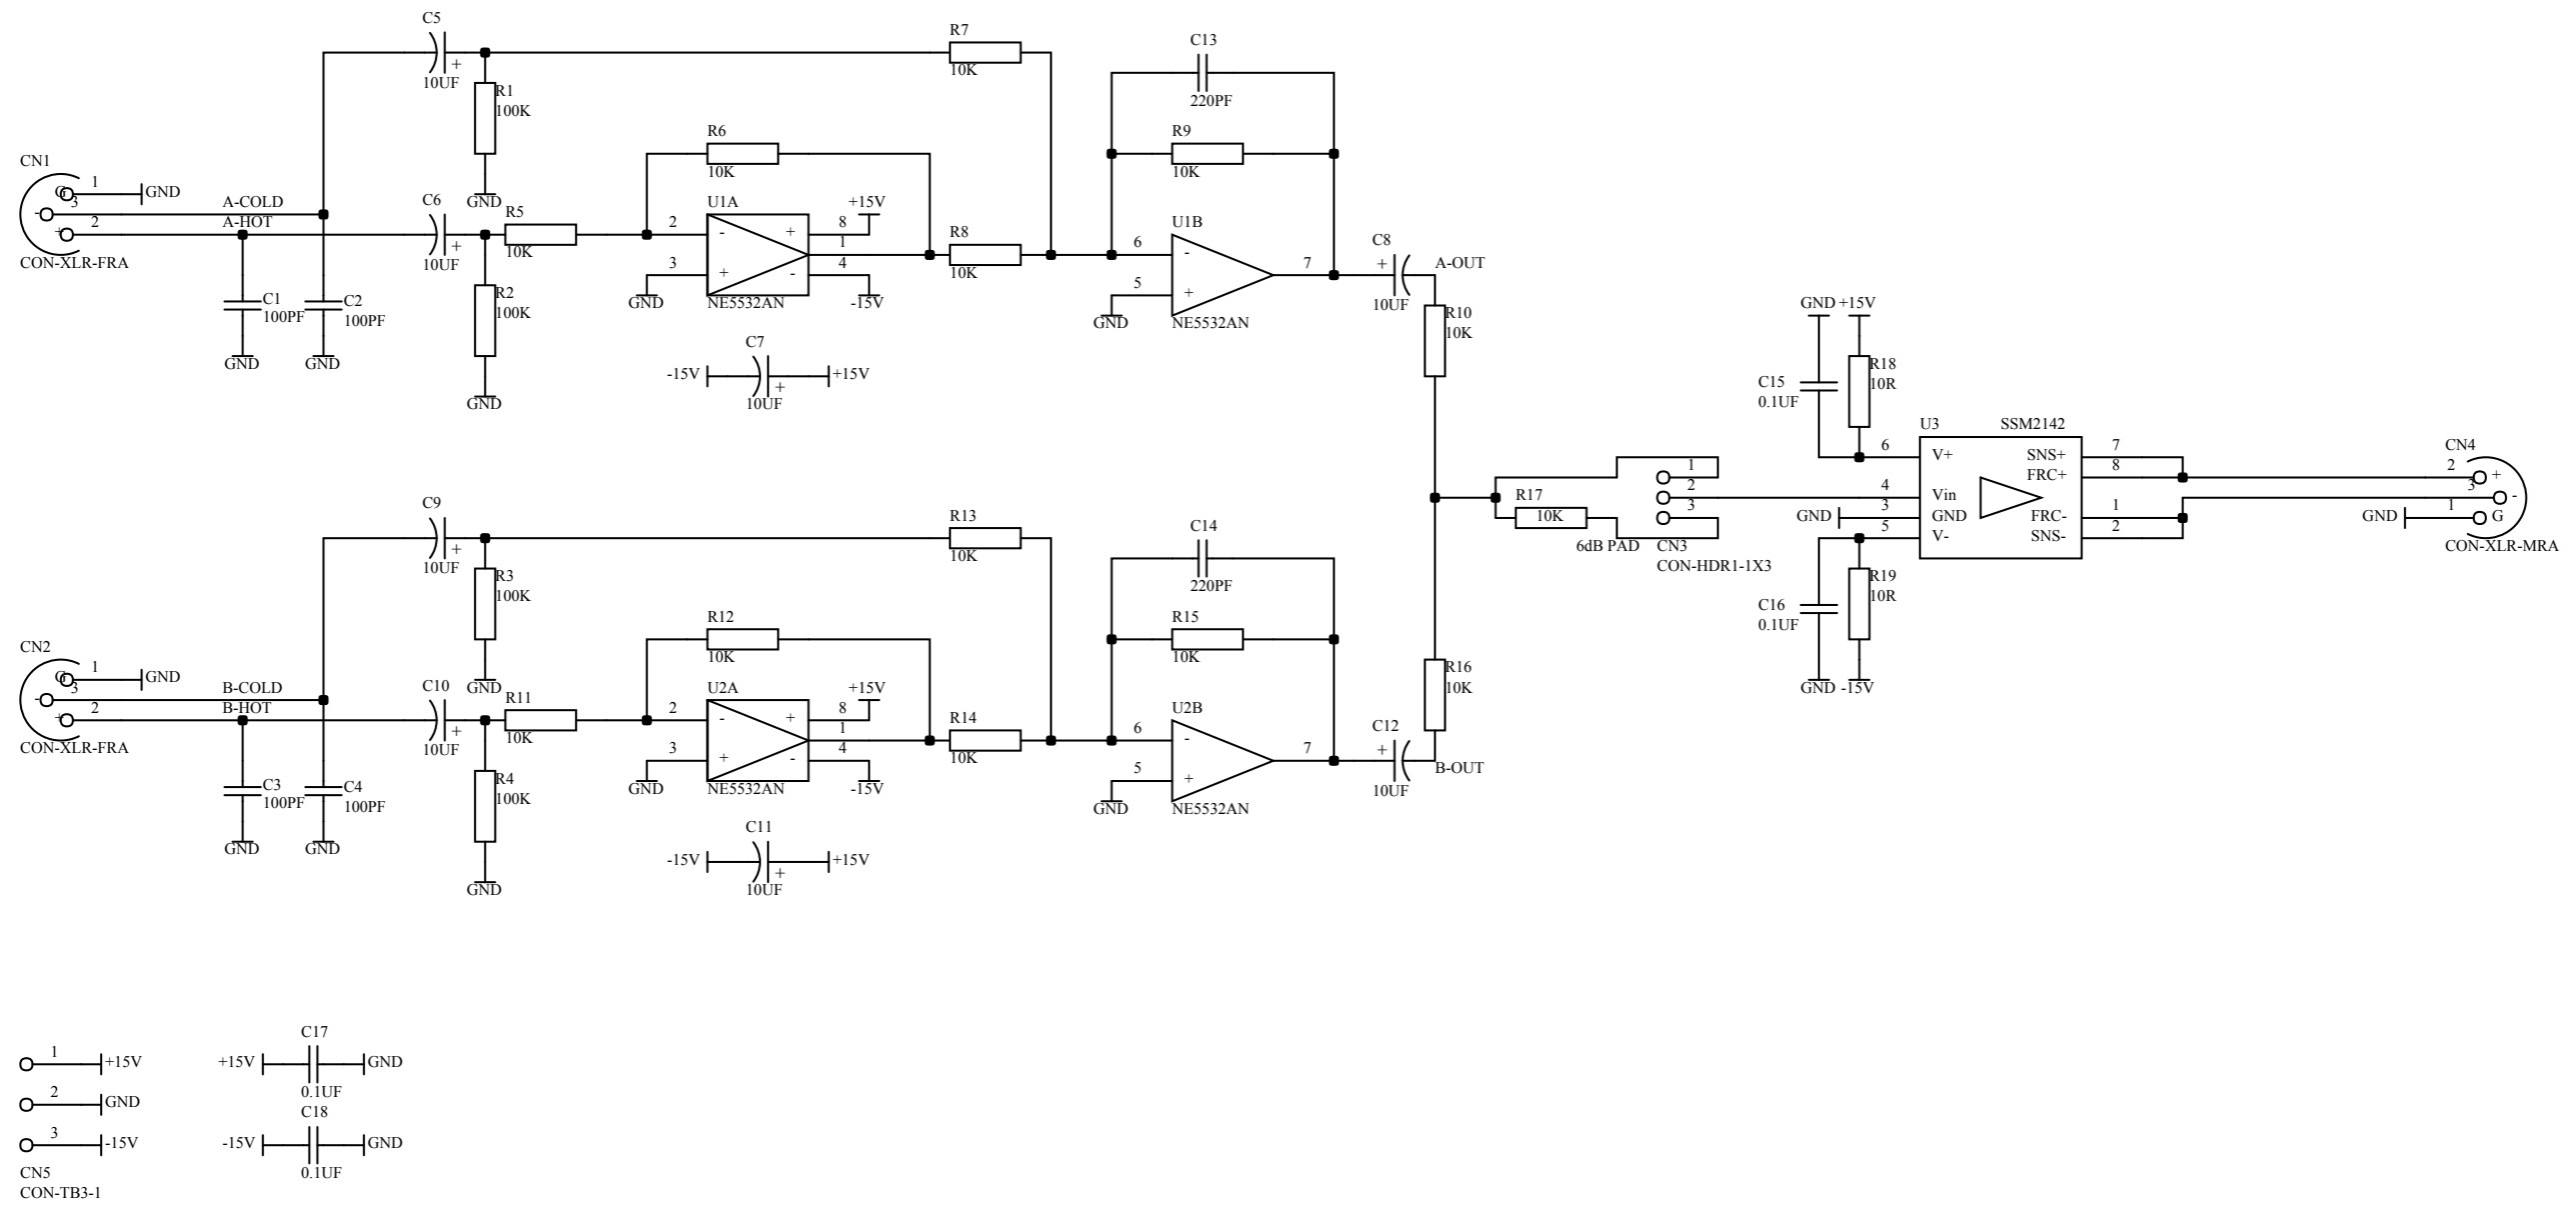 C5
+
10UF
R1
100K
GND
R7
10K
C13
220PF
R6
10K
R9
10K
CN1
G
1
GND
3
-
A-COLD
+
2
A-HOT
CON-XLR-FRA
C6
+
10UF
R5
10K
R2
100K
GND
C1
100PF
GND
C2
100PF
GND
U1A
2
-
3
+
GND
+
8
+15V
1
-
4
-15V
NE5532AN
R8
10K
U1B
6
-
5
+
GND
7
NE5532AN
C8
+
10UF
A-OUT
R10
10K
C7
-15V
+15V
+
10UF
GND +15V
C15
0.1UF
R18
10R
U3
SSM2142
6
V+
4
Vin
3
GND
GND
5
V-
SNS+
7
FRC+
8
FRC-
1
SNS-
2
CN4
2
+
3
-
GND
1
G
CON-XLR-MRA
R17
10K
6dB PAD
1
2
3
CN3
CON-HDR1-1X3
C16
0.1UF
R19
10R
GND -15V
C9
+
10UF
R3
100K
GND
R13
10K
C14
220PF
R12
10K
R15
10K
CN2
G
1
GND
3
-
B-COLD
+
2
B-HOT
CON-XLR-FRA
C10
+
10UF
R11
10K
R4
100K
GND
C3
100PF
GND
C4
100PF
GND
U2A
2
-
3
+
GND
+
8
+15V
1
-
4
-15V
NE5532AN
R14
10K
U2B
6
-
5
+
GND
7
NE5532AN
C12
+
10UF
B-OUT
R16
10K
C11
-15V
+15V
+
10UF
1
+15V
2
GND
3
-15V
CN5
CON-TB3-1
C17
+15V
GND
0.1UF
C18
-15V
GND
0.1UF